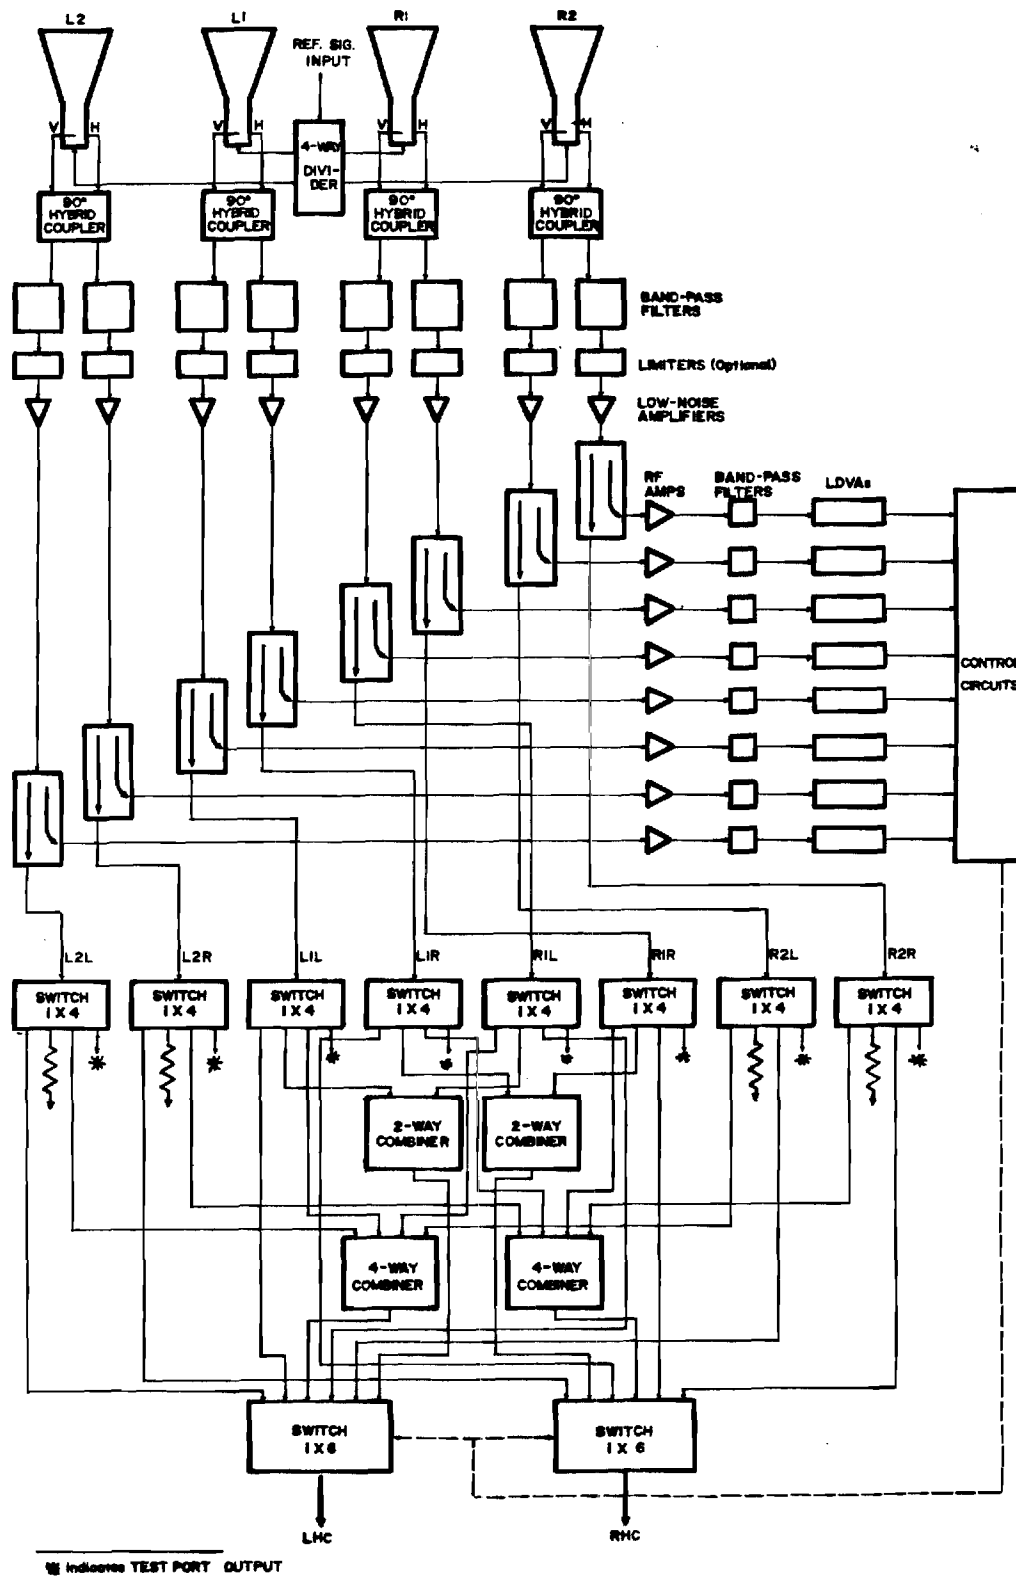 L2 L1 R1 R2
REF. SIG.
INPUT
V H V H V H V H
4-WAY
DIVI-
DER
90°
HYBRID
COUPLER
90°
HYBRID
COUPLER
90°
HYBRID
COUPLER
90°
HYBRID
COUPLER
BAND-PASS
FILTERS
LIMITERS (Optional)
LOW-NOISE
AMPLIFIERS
RF
AMPS
BAND-PASS
FILTERS
LDVAs
CONTROL
CIRCUITS
L2L L2R L1L L1R R1L R1R R2L R2R
SWITCH
1 X 4
SWITCH
1 X 4
SWITCH
1 X 4
SWITCH
1 X 4
SWITCH
1 X 4
SWITCH
1 X 4
SWITCH
1 X 4
SWITCH
1 X 4
2-WAY
COMBINER
2-WAY
COMBINER
4-WAY
COMBINER
4-WAY
COMBINER
SWITCH
1 X 6
SWITCH
1 X 6
LHC RHC
✱ indicates TEST PORT OUTPUT